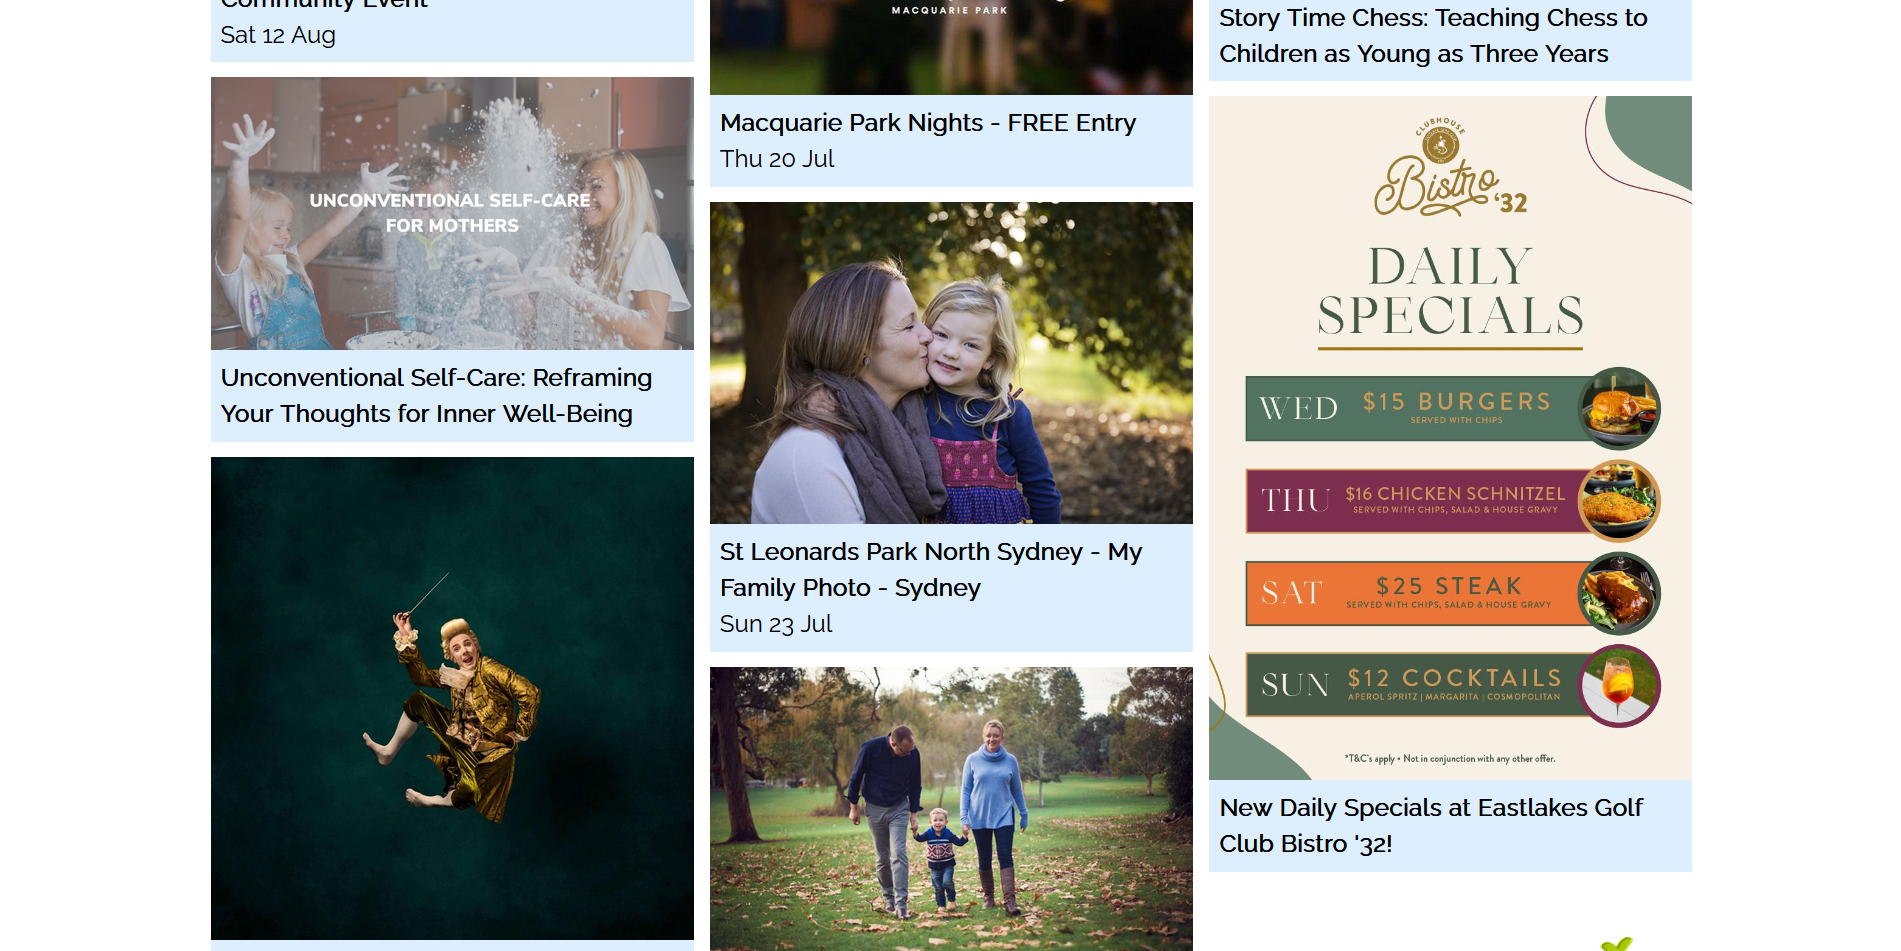 Community Event
Sat 12 Aug
UNCONVENTIONAL SELF-CARE
FOR MOTHERS
Unconventional Self-Care: Reframing
Your Thoughts for Inner Well-Being
MACQUARIE PARK
Macquarie Park Nights - FREE Entry
Thu 20 Jul
St Leonards Park North Sydney - My
Family Photo - Sydney
Sun 23 Jul
Story Time Chess: Teaching Chess to
Children as Young as Three Years
CLUBHOUSE
Bistro '32
DAILY
SPECIALS
WED $15 BURGERS
SERVED WITH CHIPS
THU $16 CHICKEN SCHNITZEL
SERVED WITH CHIPS, SALAD & HOUSE GRAVY
SAT $25 STEAK
SERVED WITH CHIPS, SALAD & HOUSE GRAVY
SUN $12 COCKTAILS
APEROL SPRITZ | MARGARITA | COSMOPOLITAN
*T&C's apply • Not in conjunction with any other offer.
New Daily Specials at Eastlakes Golf
Club Bistro '32!